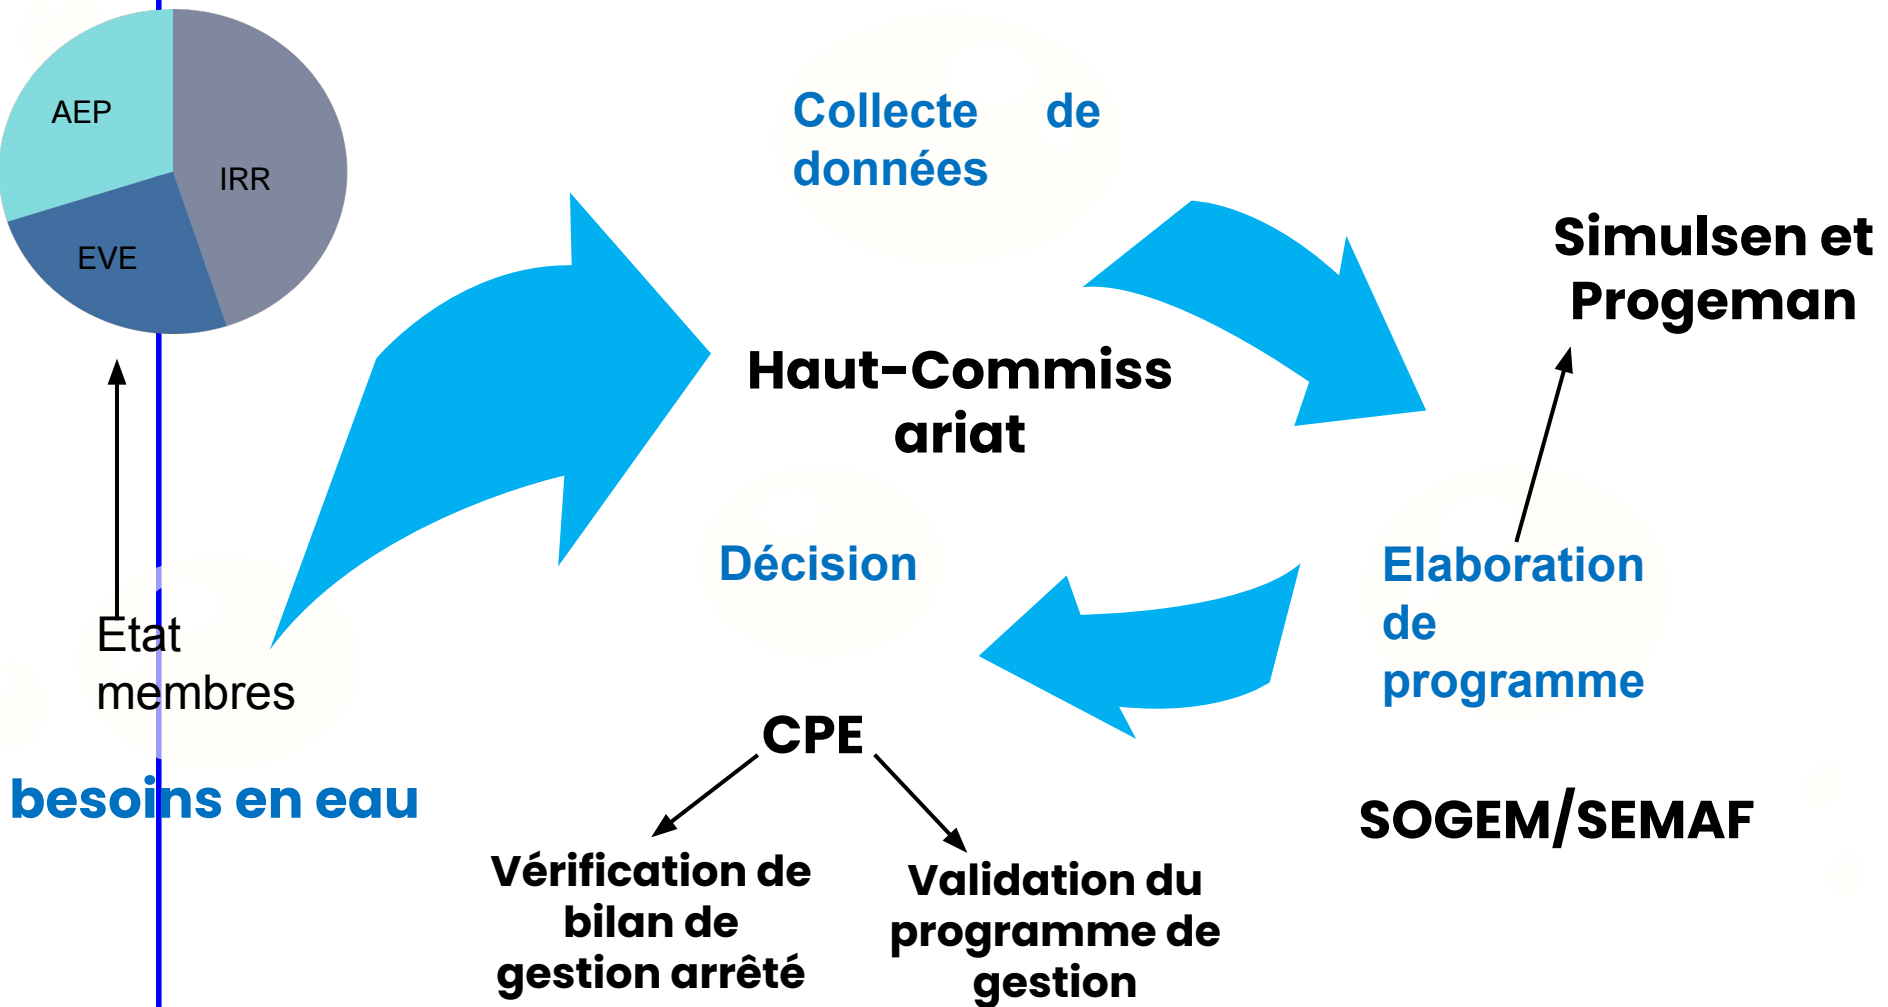 AEP
IRR
EVE
Etat
membres
besoins en eau
Collecte de
données
Haut-Commiss
ariat
Simulsen et
Progeman
Elaboration
de
programme
SOGEM/SEMAF
Décision
CPE
Vérification de
bilan de
gestion arrêté
Validation du
programme de
gestion